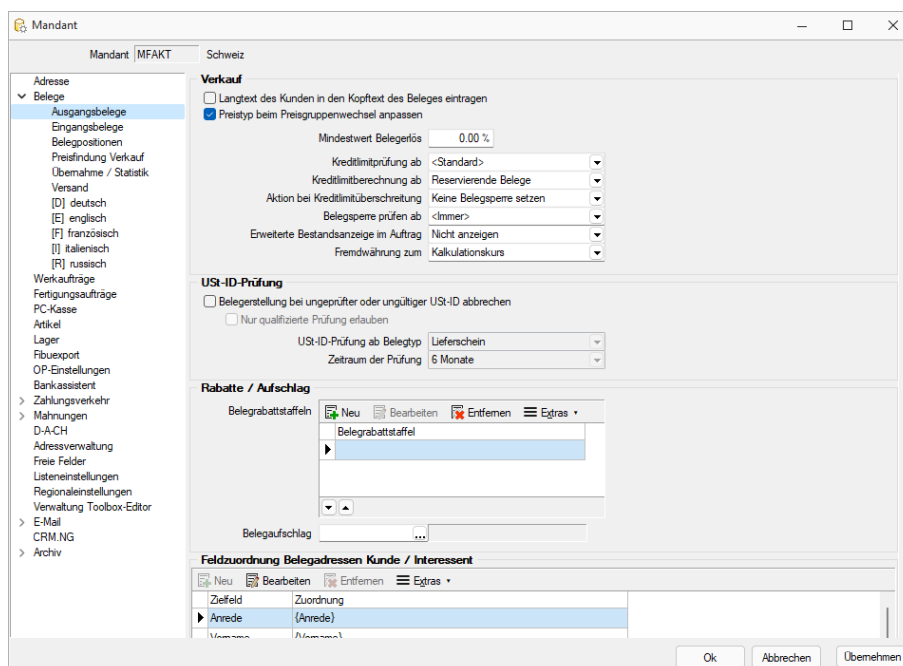 Mandant
Mandant MFAKT Schweiz
Adresse
Belege
Ausgangsbelege
Eingangsbelege
Belegpositionen
Preisfindung Verkauf
Übernahme / Statistik
Versand
[D] deutsch
[E] englisch
[F] französisch
[I] italienisch
[R] russisch
Werkaufträge
Fertigungsaufträge
PC-Kasse
Artikel
Lager
Fibuexport
OP-Einstellungen
Bankassistent
Zahlungsverkehr
Mahnungen
D-A-CH
Adressverwaltung
Freie Felder
Listeneinstellungen
Regionaleinstellungen
Verwaltung Toolbox-Editor
E-Mail
CRM.NG
Archiv
Verkauf
Langtext des Kunden in den Kopftext des Beleges eintragen
Preistyp beim Preisgruppenwechsel anpassen
Mindestwert Belegerlös 0.00 %
Kreditlimitprüfung ab <Standard>
Kreditlimitberechnung ab Reservierende Belege
Aktion bei Kreditlimitüberschreitung Keine Belegsperre setzen
Belegsperre prüfen ab <Immer>
Erweiterte Bestandsanzeige im Auftrag Nicht anzeigen
Fremdwährung zum Kalkulationskurs
USt-ID-Prüfung
Belegerstellung bei ungeprüfter oder ungültiger USt-ID abbrechen
Nur qualifizierte Prüfung erlauben
USt-ID-Prüfung ab Belegtyp Lieferschein
Zeitraum der Prüfung 6 Monate
Rabatte / Aufschlag
Belegrabattstaffeln Neu Bearbeiten Entfernen Extras
Belegrabattstaffel
Belegaufschlag ...
Feldzuordnung Belegadressen Kunde / Interessent
Neu Bearbeiten Entfernen Extras
Zielfeld Zuordnung
Anrede {Anrede}
Vorname {Vorname}
Ok Abbrechen Übernehmen